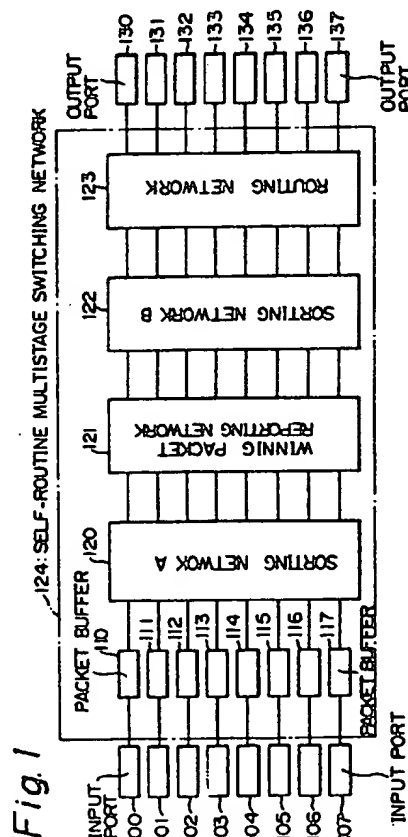 Fig. 1
124: SELF-ROUTINE MULTISTAGE SWITCHING NETWORK
INPUT PORT
00
01
02
03
04
05
06
07
INPUT PORT
PACKET BUFFER
110
111
112
113
114
115
116
117
PACKET BUFFER
120
SORTING NETWOK A
121
WINNIG PACKET
REPORTING NETWORK
122
SORTING NETWORK B
123
ROUTING NETWORK
OUTPUT PORT
130
131
132
133
134
135
136
137
OUTPUT PORT